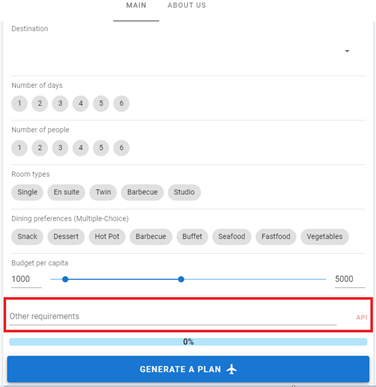 MAIN ABOUT US
Destination
Number of days
1 2 3 4 5 6
Number of people
1 2 3 4 5 6
Room types
Single En suite Twin Barbecue Studio
Dining preferences (Multiple-Choice)
Snack Dessert Hot Pot Barbecue Buffet Seafood Fastfood Vegetables
Budget per capita
1000 5000
Other requirements API
0%
GENERATE A PLAN